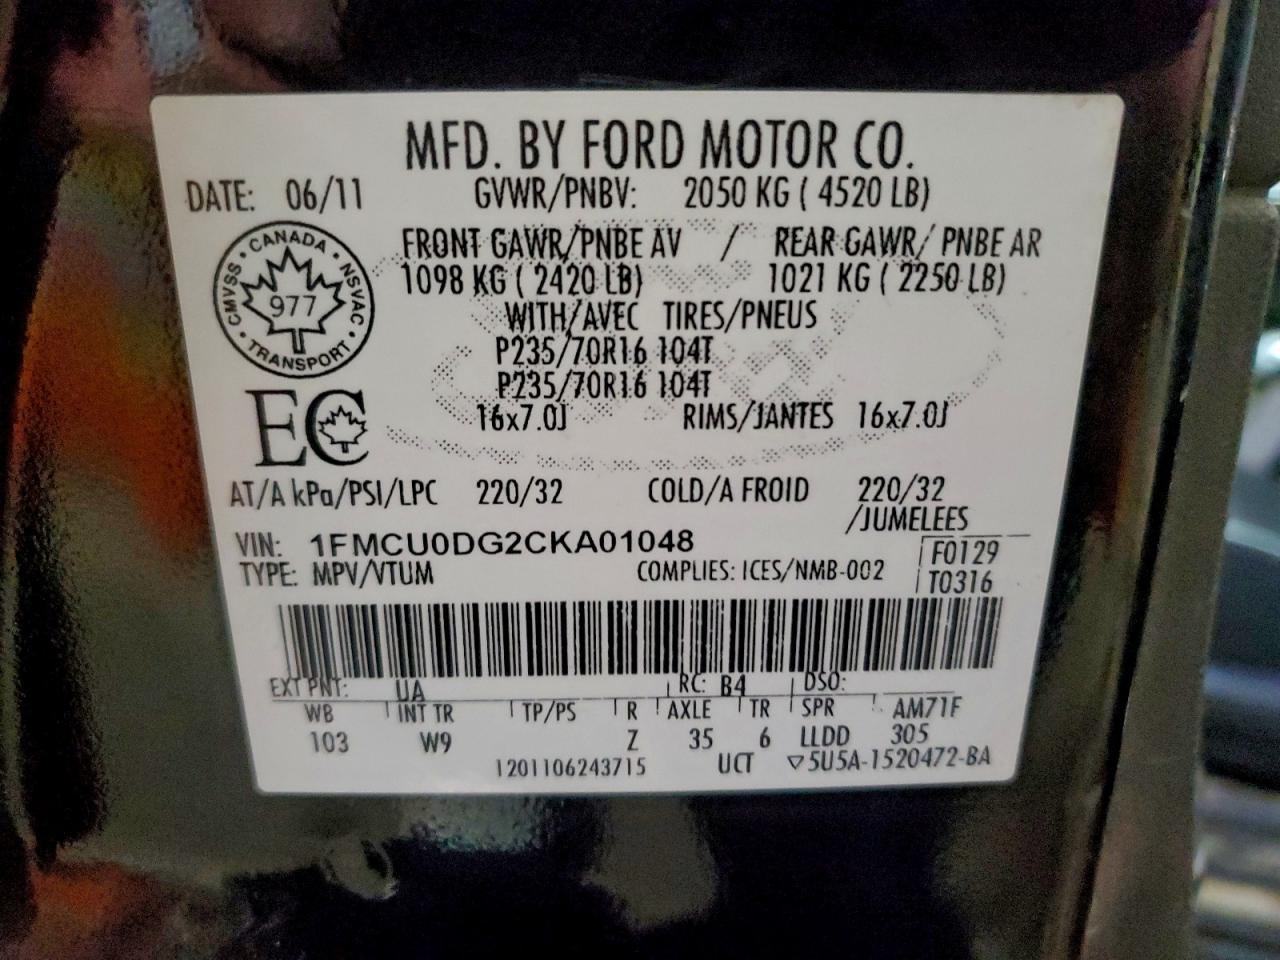 MFD. BY FORD MOTOR CO.
DATE: 06/11 GVWR/PNBV: 2050 KG ( 4520 LB)
CANADA
CMVSS NSVAC
977
TRANSPORT
FRONT GAWR/PNBE AV / REAR GAWR/ PNBE AR
1098 KG ( 2420 LB) 1021 KG ( 2250 LB)
WITH/AVEC TIRES/PNEUS
P235/70R16 104T
P235/70R16 104T
EC
16x7.0J RIMS/JANTES 16x7.0J
AT/A kPa/PSI/LPC 220/32 COLD/A FROID 220/32
/JUMELEES
VIN: 1FMCU0DG2CKA01048 F0129
TYPE: MPV/VTUM COMPLIES: ICES/NMB-002 T0316
EXT PNT: UA RC: B4 DSO:
WB INT TR TP/PS R AXLE TR SPR AM71F
103 W9 Z 35 6 LLDD 305
1201106243715 UCT ▽5U5A-1520472-BA